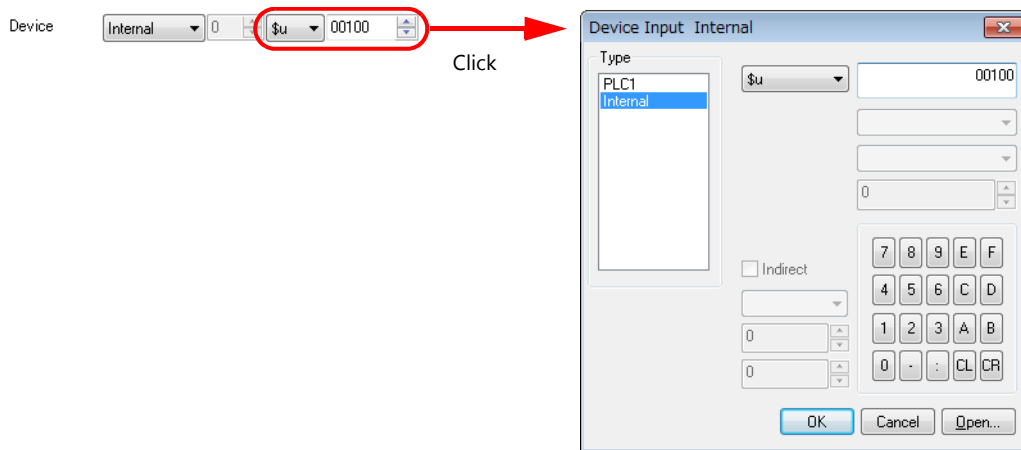 Device Internal 0 $u 00100
Click
Device Input Internal
Type
PLC1
Internal
$u 00100
0
Indirect
0
0
7 8 9 E F
4 5 6 C D
1 2 3 A B
0 - : CL CR
OK Cancel Open...